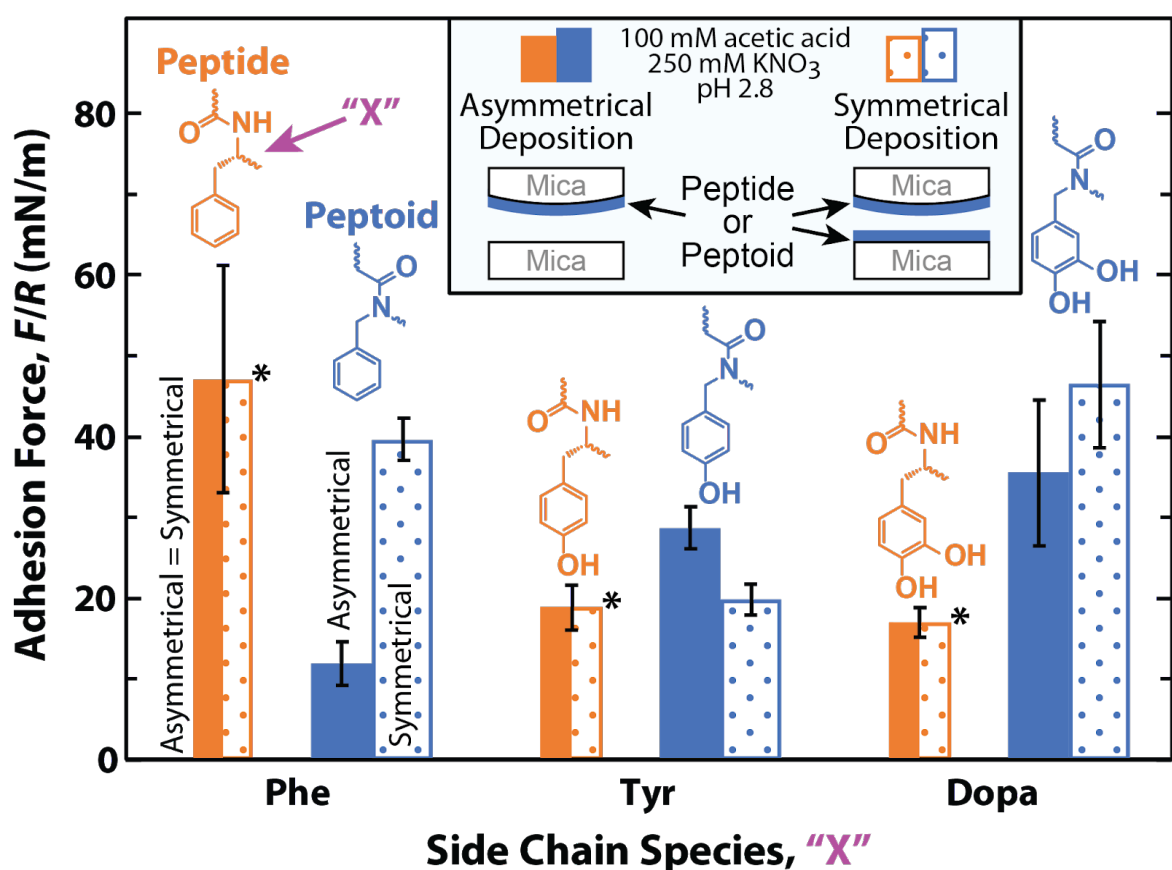 Adhesion Force, F/R (mN/m)
80
60
40
20
0
Peptide
O
NH
"X"
Peptoid
O
N
100 mM acetic acid
250 mM KNO₃
pH 2.8
Asymmetrical
Deposition
Symmetrical
Deposition
Mica
Mica
Peptide
or
Peptoid
Mica
Mica
O
N
OH
OH
Asymmetrical = Symmetrical
*
Asymmetrical
Symmetrical
O
NH
OH
*
O
N
OH
O
NH
OH
OH
*
Phe
Tyr
Dopa
Side Chain Species, "X"